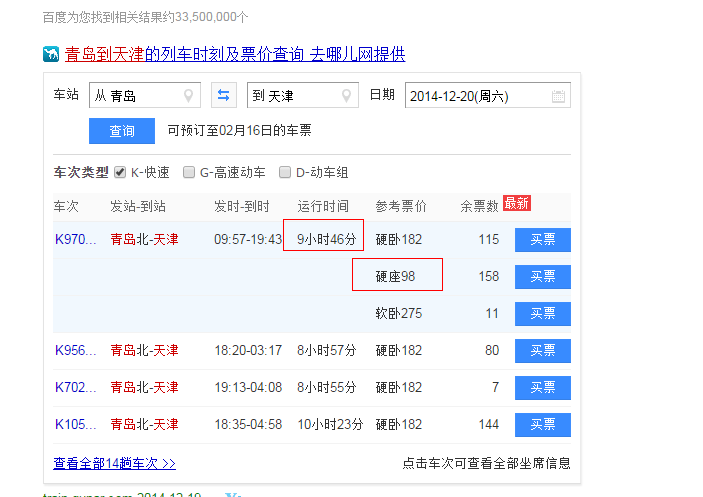 百度为您找到相关结果约33,500,000个
青岛到天津的列车时刻及票价查询 去哪儿网提供
车站 从 青岛 到 天津 日期 2014-12-20(周六)
查询 可预订至02月16日的车票
车次类型 K-快速 G-高速动车 D-动车组
车次 发站-到站 发时-到时 运行时间 参考票价 余票数 最新
K970... 青岛北-天津 09:57-19:43 9小时46分 硬卧182 115 买票
硬座98 158 买票
软卧275 11 买票
K956... 青岛北-天津 18:20-03:17 8小时57分 硬卧182 80 买票
K702... 青岛北-天津 19:13-04:08 8小时55分 硬卧182 7 买票
K105... 青岛北-天津 18:35-04:58 10小时23分 硬卧182 144 买票
查看全部14趟车次 >> 点击车次可查看全部坐席信息